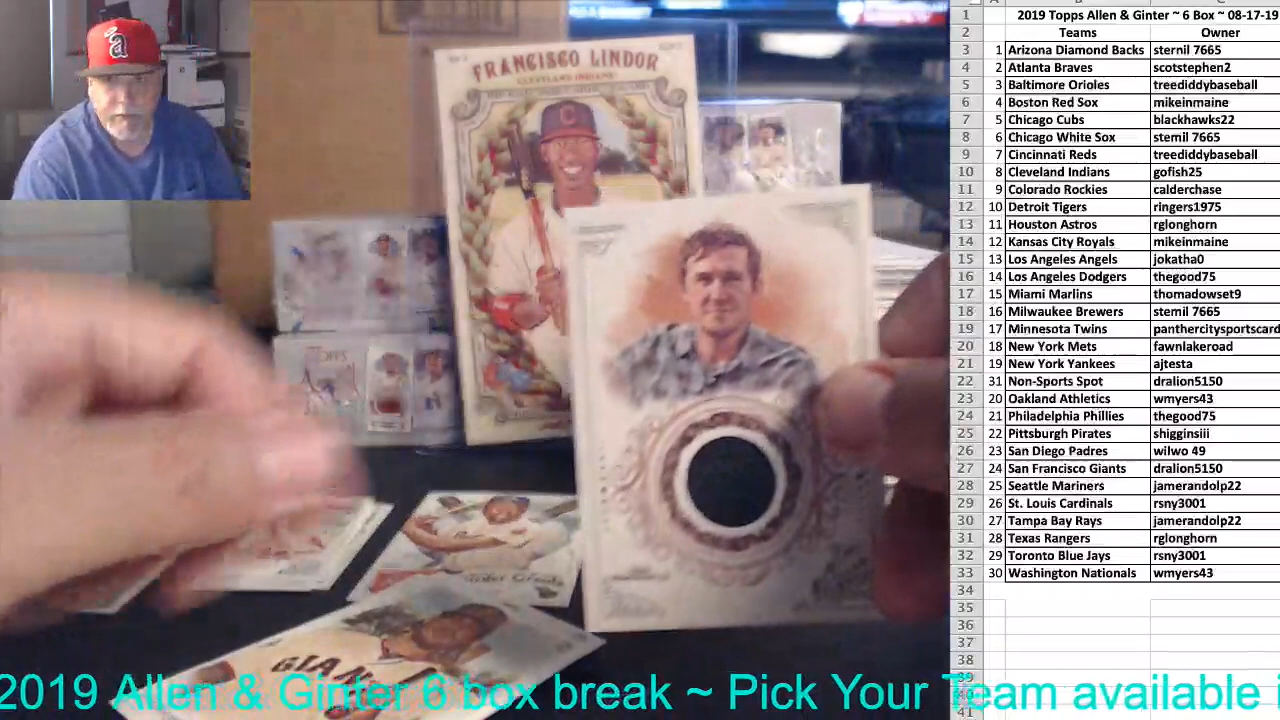 a
FRANCISCO LINDOR
CLEVELAND INDIANS
C
GIA
2019 Allen & Ginter 6 box break ~ Pick Your Team available i
1 2019 Topps Allen & Ginter ~ 6 Box ~ 08-17-19
2 Teams Owner
3 1 Arizona Diamond Backs sternil 7665
4 2 Atlanta Braves scotstephen2
5 3 Baltimore Orioles treediddybaseball
6 4 Boston Red Sox mikeinmaine
7 5 Chicago Cubs blackhawks22
8 6 Chicago White Sox sternil 7665
9 7 Cincinnati Reds treediddybaseball
10 8 Cleveland Indians gofish25
11 9 Colorado Rockies calderchase
12 10 Detroit Tigers ringers1975
13 11 Houston Astros rglonghorn
14 12 Kansas City Royals mikeinmaine
15 13 Los Angeles Angels jokatha0
16 14 Los Angeles Dodgers thegood75
17 15 Miami Marlins thomadowset9
18 16 Milwaukee Brewers sternil 7665
19 17 Minnesota Twins panthercitysportscard
20 18 New York Mets fawnlakeroad
21 19 New York Yankees ajtesta
22 31 Non-Sports Spot dralion5150
23 20 Oakland Athletics wmyers43
24 21 Philadelphia Phillies thegood75
25 22 Pittsburgh Pirates shigginsiii
26 23 San Diego Padres wilwo 49
27 24 San Francisco Giants dralion5150
28 25 Seattle Mariners jamerandolp22
29 26 St. Louis Cardinals rsny3001
30 27 Tampa Bay Rays jamerandolp22
31 28 Texas Rangers rglonghorn
32 29 Toronto Blue Jays rsny3001
33 30 Washington Nationals wmyers43
34
35
36
37
38
39
40
41